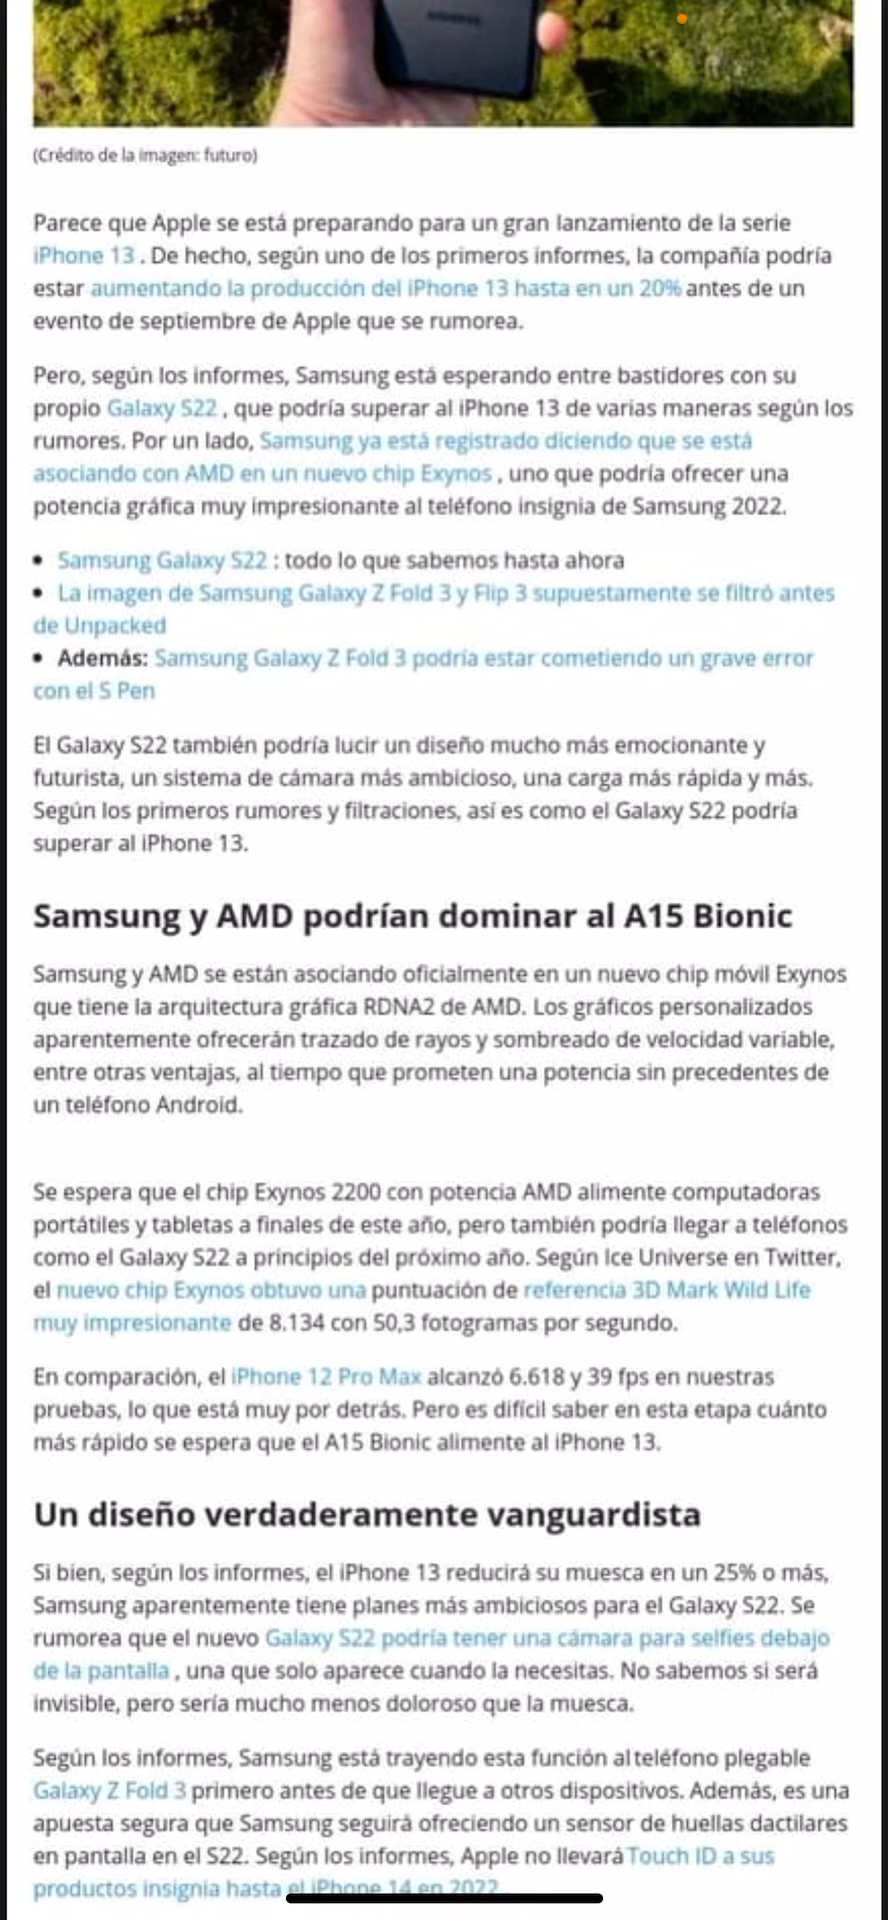 SAMSUNG
(Crédito de la imagen: futuro)
Parece que Apple se está preparando para un gran lanzamiento de la serie
iPhone 13 . De hecho, según uno de los primeros informes, la compañía podría
estar aumentando la producción del iPhone 13 hasta en un 20% antes de un
evento de septiembre de Apple que se rumorea.
Pero, según los informes, Samsung está esperando entre bastidores con su
propio Galaxy S22 , que podría superar al iPhone 13 de varias maneras según los
rumores. Por un lado, Samsung ya está registrado diciendo que se está
asociando con AMD en un nuevo chip Exynos , uno que podría ofrecer una
potencia gráfica muy impresionante al teléfono insignia de Samsung 2022.
• Samsung Galaxy S22 : todo lo que sabemos hasta ahora
• La imagen de Samsung Galaxy Z Fold 3 y Flip 3 supuestamente se filtró antes
de Unpacked
• Además: Samsung Galaxy Z Fold 3 podría estar cometiendo un grave error
con el S Pen
El Galaxy S22 también podría lucir un diseño mucho más emocionante y
futurista, un sistema de cámara más ambicioso, una carga más rápida y más.
Según los primeros rumores y filtraciones, así es como el Galaxy S22 podría
superar al iPhone 13.
Samsung y AMD podrían dominar al A15 Bionic
Samsung y AMD se están asociando oficialmente en un nuevo chip móvil Exynos
que tiene la arquitectura gráfica RDNA2 de AMD. Los gráficos personalizados
aparentemente ofrecerán trazado de rayos y sombreado de velocidad variable,
entre otras ventajas, al tiempo que prometen una potencia sin precedentes de
un teléfono Android.
Se espera que el chip Exynos 2200 con potencia AMD alimente computadoras
portátiles y tabletas a finales de este año, pero también podría llegar a teléfonos
como el Galaxy S22 a principios del próximo año. Según Ice Universe en Twitter,
el nuevo chip Exynos obtuvo una puntuación de referencia 3D Mark Wild Life
muy impresionante de 8.134 con 50,3 fotogramas por segundo.
En comparación, el iPhone 12 Pro Max alcanzó 6.618 y 39 fps en nuestras
pruebas, lo que está muy por detrás. Pero es difícil saber en esta etapa cuánto
más rápido se espera que el A15 Bionic alimente al iPhone 13.
Un diseño verdaderamente vanguardista
Si bien, según los informes, el iPhone 13 reducirá su muesca en un 25% o más,
Samsung aparentemente tiene planes más ambiciosos para el Galaxy S22. Se
rumorea que el nuevo Galaxy S22 podría tener una cámara para selfies debajo
de la pantalla , una que solo aparece cuando la necesitas. No sabemos si será
invisible, pero sería mucho menos doloroso que la muesca.
Según los informes, Samsung está trayendo esta función al teléfono plegable
Galaxy Z Fold 3 primero antes de que llegue a otros dispositivos. Además, es una
apuesta segura que Samsung seguirá ofreciendo un sensor de huellas dactilares
en pantalla en el S22. Según los informes, Apple no llevará Touch ID a sus
productos insignia hasta el iPhone 14 en 2022